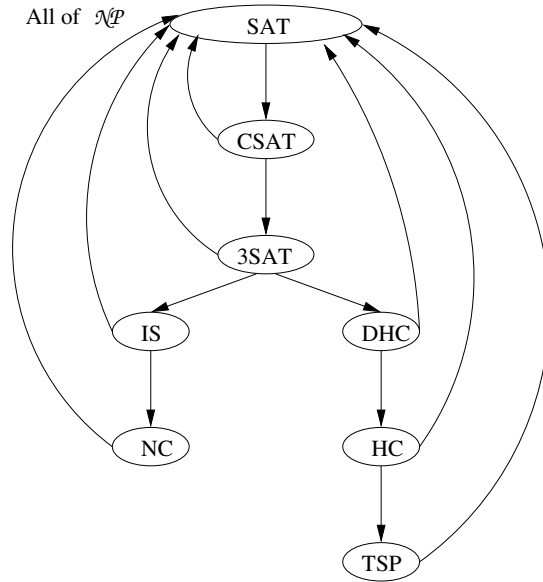 All of NP
SAT
CSAT
3SAT
IS
DHC
NC
HC
TSP